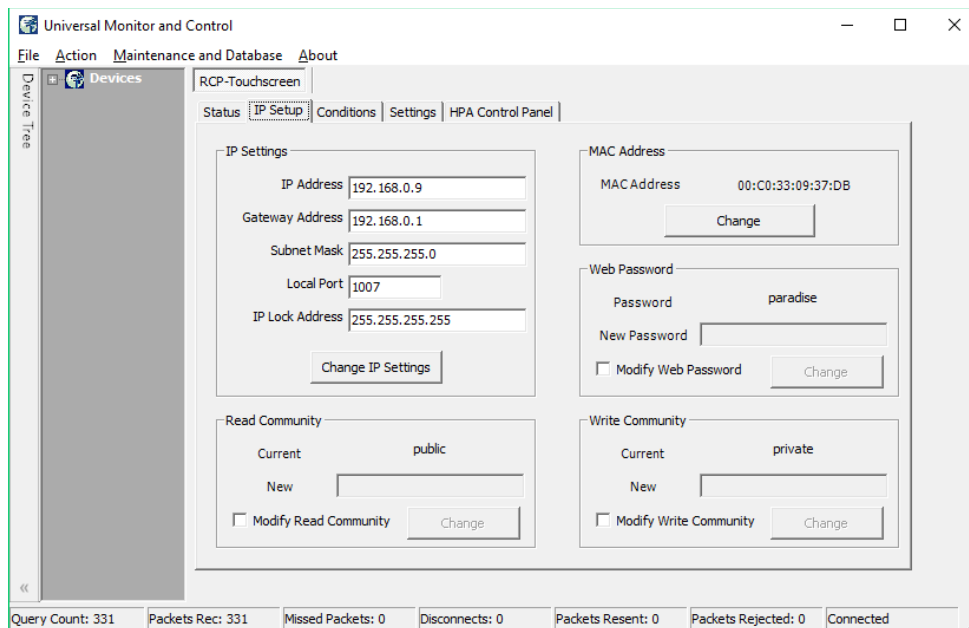 Universal Monitor and Control
File Action Maintenance and Database About
Device Tree
Devices
RCP-Touchscreen
Status IP Setup Conditions Settings HPA Control Panel
IP Settings
IP Address 192.168.0.9
Gateway Address 192.168.0.1
Subnet Mask 255.255.255.0
Local Port 1007
IP Lock Address 255.255.255.255
Change IP Settings
MAC Address
MAC Address 00:C0:33:09:37:DB
Change
Web Password
Password paradise
New Password
Modify Web Password Change
Read Community
Current public
New
Modify Read Community Change
Write Community
Current private
New
Modify Write Community Change
Query Count: 331 Packets Rec: 331 Missed Packets: 0 Disconnects: 0 Packets Resent: 0 Packets Rejected: 0 Connected